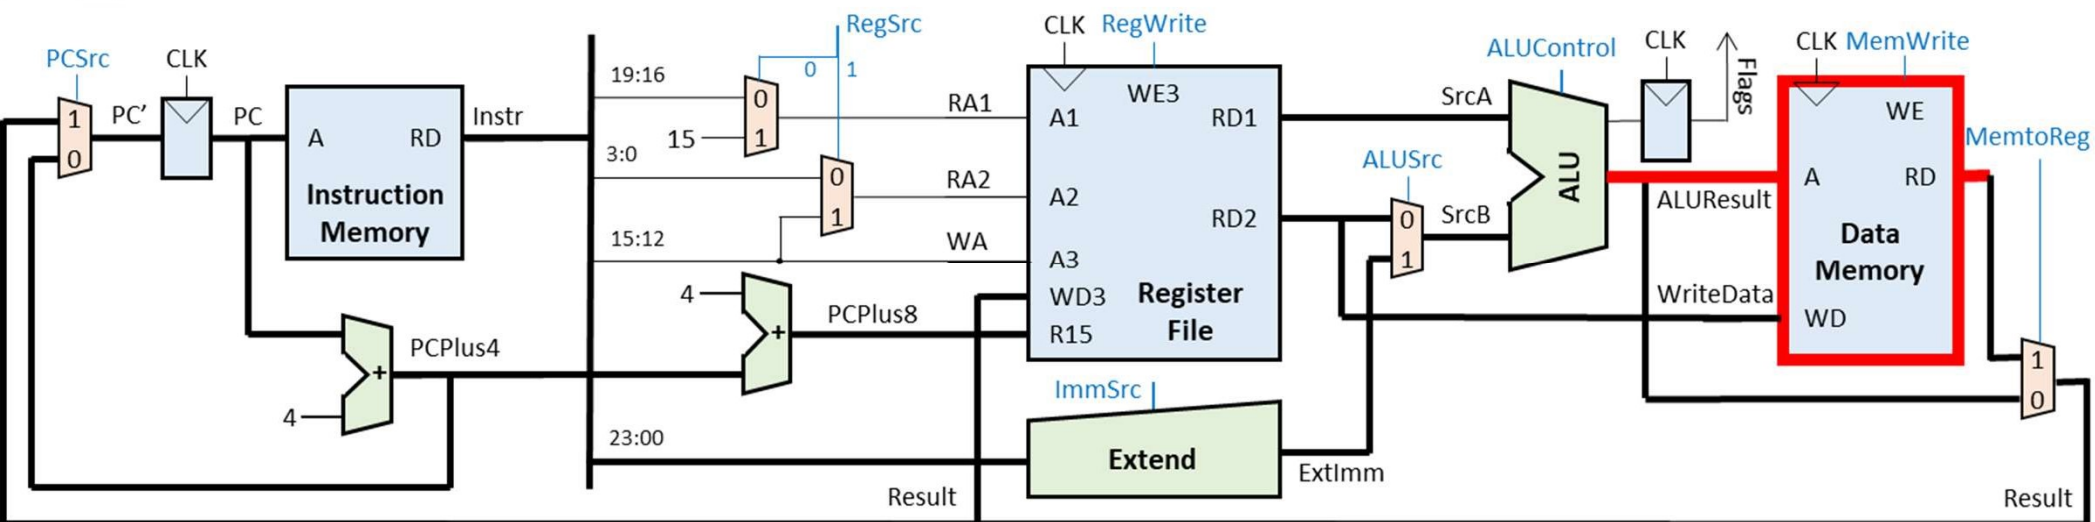 PCSrc
1
0
PC'
CLK
PC
A
RD
Instruction
Memory
Instr
4
+
PCPlus4
19:16
15
3:0
15:12
23:00
RegSrc
0
1
0
1
0
1
4
+
PCPlus8
RA1
RA2
WA
Result
CLK
RegWrite
WE3
A1
RD1
A2
RD2
A3
WD3
R15
Register
File
ImmSrc
Extend
ExtImm
ALUSrc
0
1
SrcA
SrcB
ALUControl
ALU
CLK
Flags
ALUResult
WriteData
CLK
MemWrite
WE
A
RD
Data
Memory
WD
MemtoReg
1
0
Result